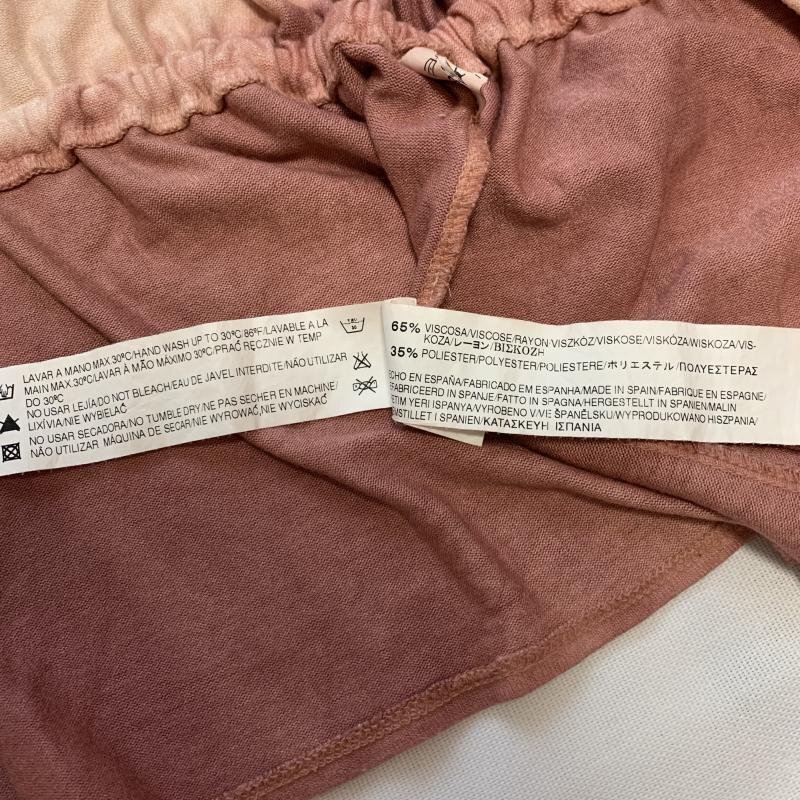 LAVAR A MANO MAX.30ºC/HAND WASH UP TO 30ºC/86ºF/LAVABLE A LA
MAIN MAX.30ºC/LAVAR À MÃO MÁXIMO 30ºC/PRAĆ RĘCZNIE W TEMP
DO 30ºC
NO USAR LEJÍA/DO NOT BLEACH/EAU DE JAVEL INTERDITE/NÃO UTILIZAR
LIXÍVIA/NIE WYBIELAĆ
NO USAR SECADORA/NO TUMBLE DRY/NE PAS SECHER EN MACHINE/
NÃO UTILIZAR MÁQUINA DE SECAR/NIE WYROWAĆ,NIE WYCISKAĆ
65% VISCOSA/VISCOSE/RAYON/VISZKÓZ/VISKOSE/VISKÓZA/WISKOZA/VIS-
KOZA/レーヨン/ΒΙΣΚΟΖΗ
35% POLIESTER/POLYESTER/POLIESTERE/ポリエステル/ΠΟΛΥΕΣΤΕΡΑΣ
ECHO EN ESPAÑA/FABRICADO EM ESPANHA/MADE IN SPAIN/FABRIQUE EN ESPAGNE/
FABRICEERD IN SPANJE/FATTO IN SPAGNA/HERGESTELLT IN SPANIEN/MALIN
ETIM YERI ISPANYA/VYROBENO V/VE ŠPANĚLSKU/WYPRODUKOWANO HISZPANIA/
MSTILLET I SPANIEN/ΚΑΤΑΣΚΕΥΗ ΙΣΠΑΝΙΑ